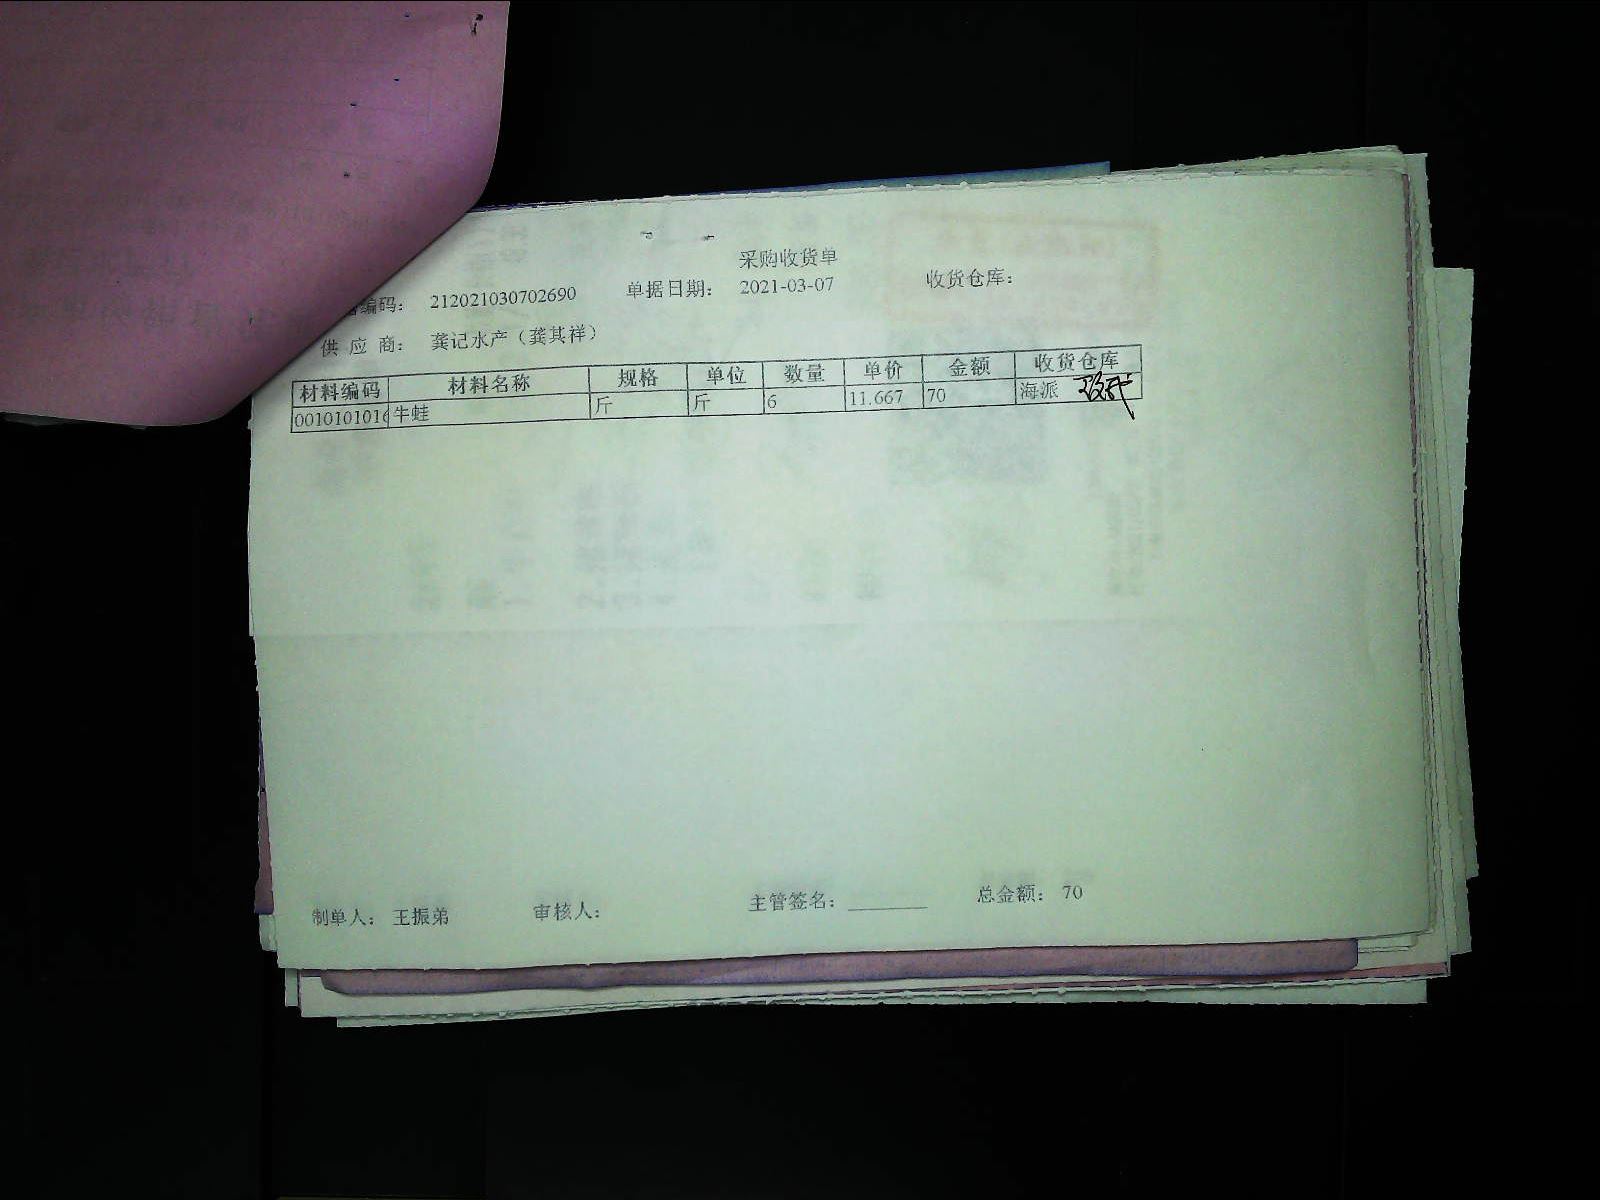 采购收货单
编码： 212021030702690 单据日期： 2021-03-07 收货仓库：
供 应 商： 龚记水产（龚其祥）
材料编码 材料名称 规格 单位 数量 单价 金额 收货仓库
0010101016 牛蛙 斤 斤 6 11.667 70 海派
制单人： 王振弟 审核人： 主管签名： 总金额： 70